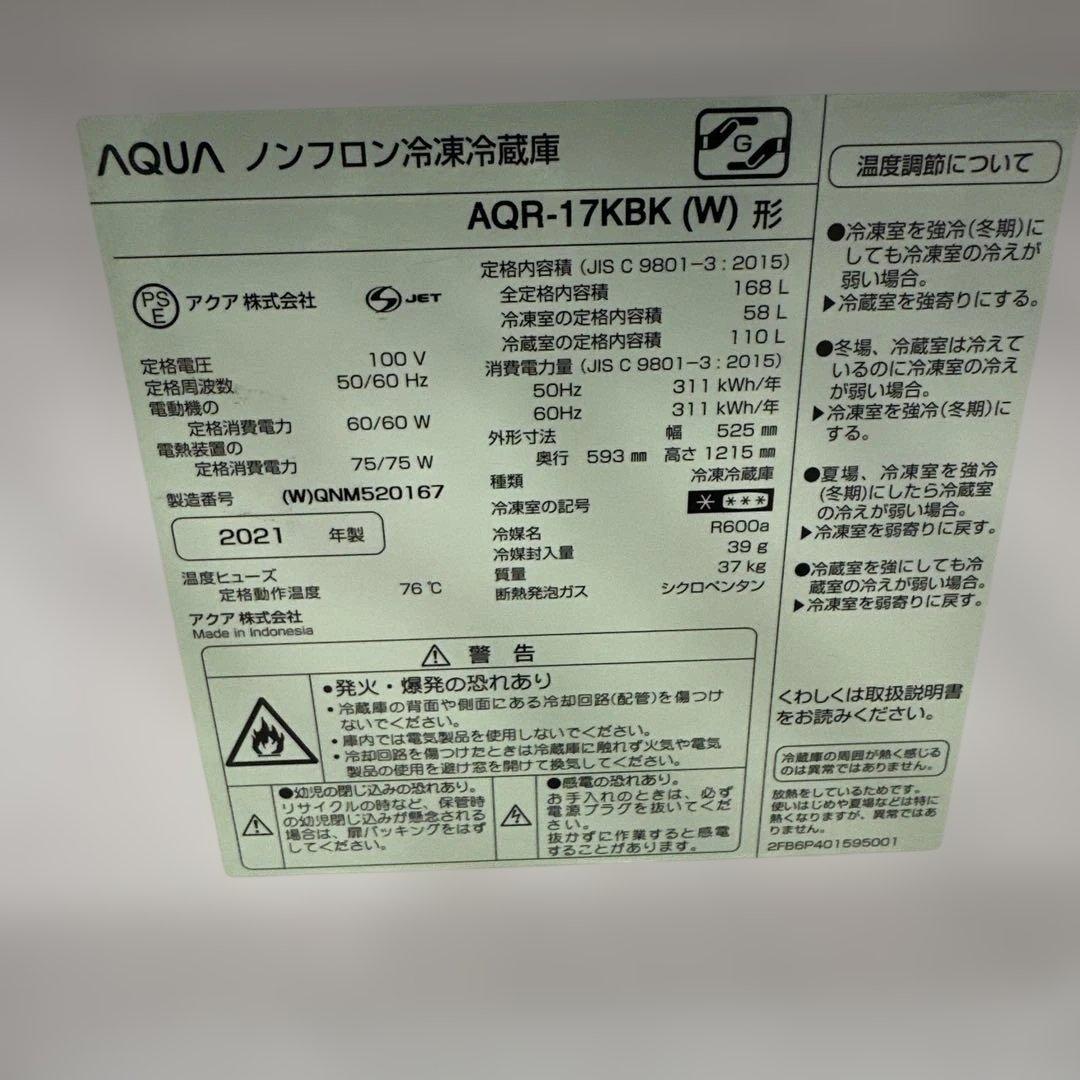 AQUA ノンフロン冷凍冷蔵庫
G
AQR-17KBK (W) 形
PS
E
アクア 株式会社
S JET
定格電圧 100 V
定格周波数 50/60 Hz
電動機の
定格消費電力 60/60 W
電熱装置の
定格消費電力 75/75 W
製造番号 (W)QNM520167
2021 年製
温度ヒューズ
定格動作温度 76 ℃
アクア 株式会社
Made in Indonesia
定格内容積 (JIS C 9801-3 : 2015)
全定格内容積 168 L
冷凍室の定格内容積 58 L
冷蔵室の定格内容積 110 L
消費電力量 (JIS C 9801-3 : 2015)
50Hz 311 kWh/年
60Hz 311 kWh/年
外形寸法 幅 525 mm
奥行 593 mm 高さ 1215 mm
種類 冷凍冷蔵庫
冷凍室の記号 * ***
冷媒名 R600a
冷媒封入量 39 g
質量 37 kg
断熱発泡ガス シクロペンタン
警 告
●発火・爆発の恐れあり
・冷蔵庫の背面や側面にある冷却回路(配管)を傷つけ
ないでください。
・庫内では電気製品を使用しないでください。
・冷却回路を傷つけたときは冷蔵庫に触れず火気や電気
製品の使用を避け窓を開けて換気してください。
●幼児の閉じ込みの恐れあり。
リサイクルの時など、保管時
の幼児閉じ込みが懸念される
場合は、扉パッキングをはず
してください。
●感電の恐れあり。
お手入れのときは、必ず
電源プラグを抜いてくだ
さい。
抜かずに作業すると感電
することがあります。
温度調節について
●冷凍室を強冷(冬期)に
しても冷凍室の冷えが
弱い場合。
▶冷蔵室を強寄りにする。
●冬場、冷蔵室は冷えて
いるのに冷凍室の冷え
が弱い場合。
▶冷凍室を強冷(冬期)に
する。
●夏場、冷凍室を強冷
(冬期)にしたら冷蔵室
の冷えが弱い場合。
▶冷凍室を弱寄りに戻す。
●冷蔵室を強にしても冷
蔵室の冷えが弱い場合。
▶冷凍室を弱寄りに戻す。
くわしくは取扱説明書
をお読みください。
冷蔵庫の周囲が熱く感じる
のは異常ではありません。
放熱をしているためです。
使いはじめや夏場などは特に
熱くなりますが、異常ではあ
りません。
2FB6P401595001